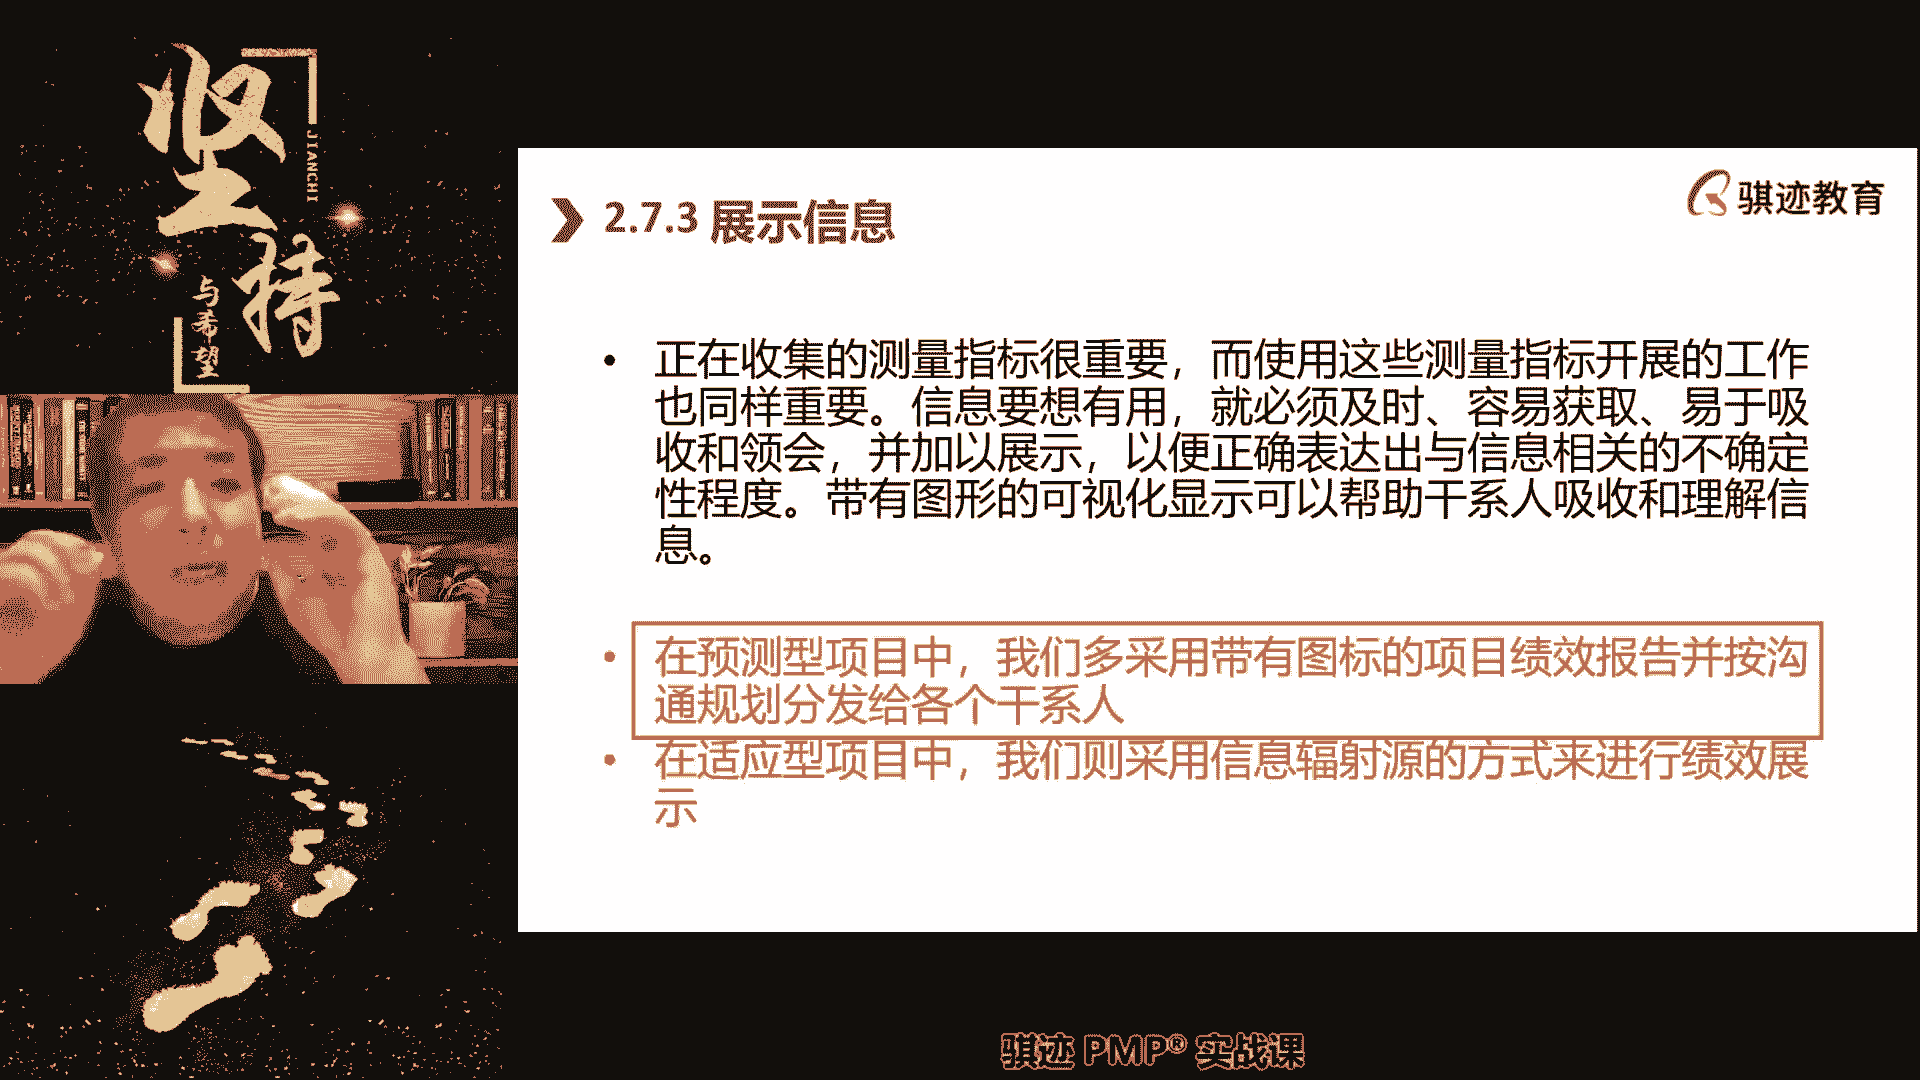 坚持
JIANCHI
与希望
骐迹教育
2.7.3 展示信息
• 正在收集的测量指标很重要，而使用这些测量指标开展的工作
也同样重要。信息要想有用，就必须及时、容易获取、易于吸
收和领会，并加以展示，以便正确表达出与信息相关的不确定
性程度。带有图形的可视化显示可以帮助干系人吸收和理解信
息。
• 在预测型项目中，我们多采用带有图标的项目绩效报告并按沟
通规划分发给各个干系人
• 在适应型项目中，我们则采用信息辐射源的方式来进行绩效展
示
骐迹 PMP® 实战课